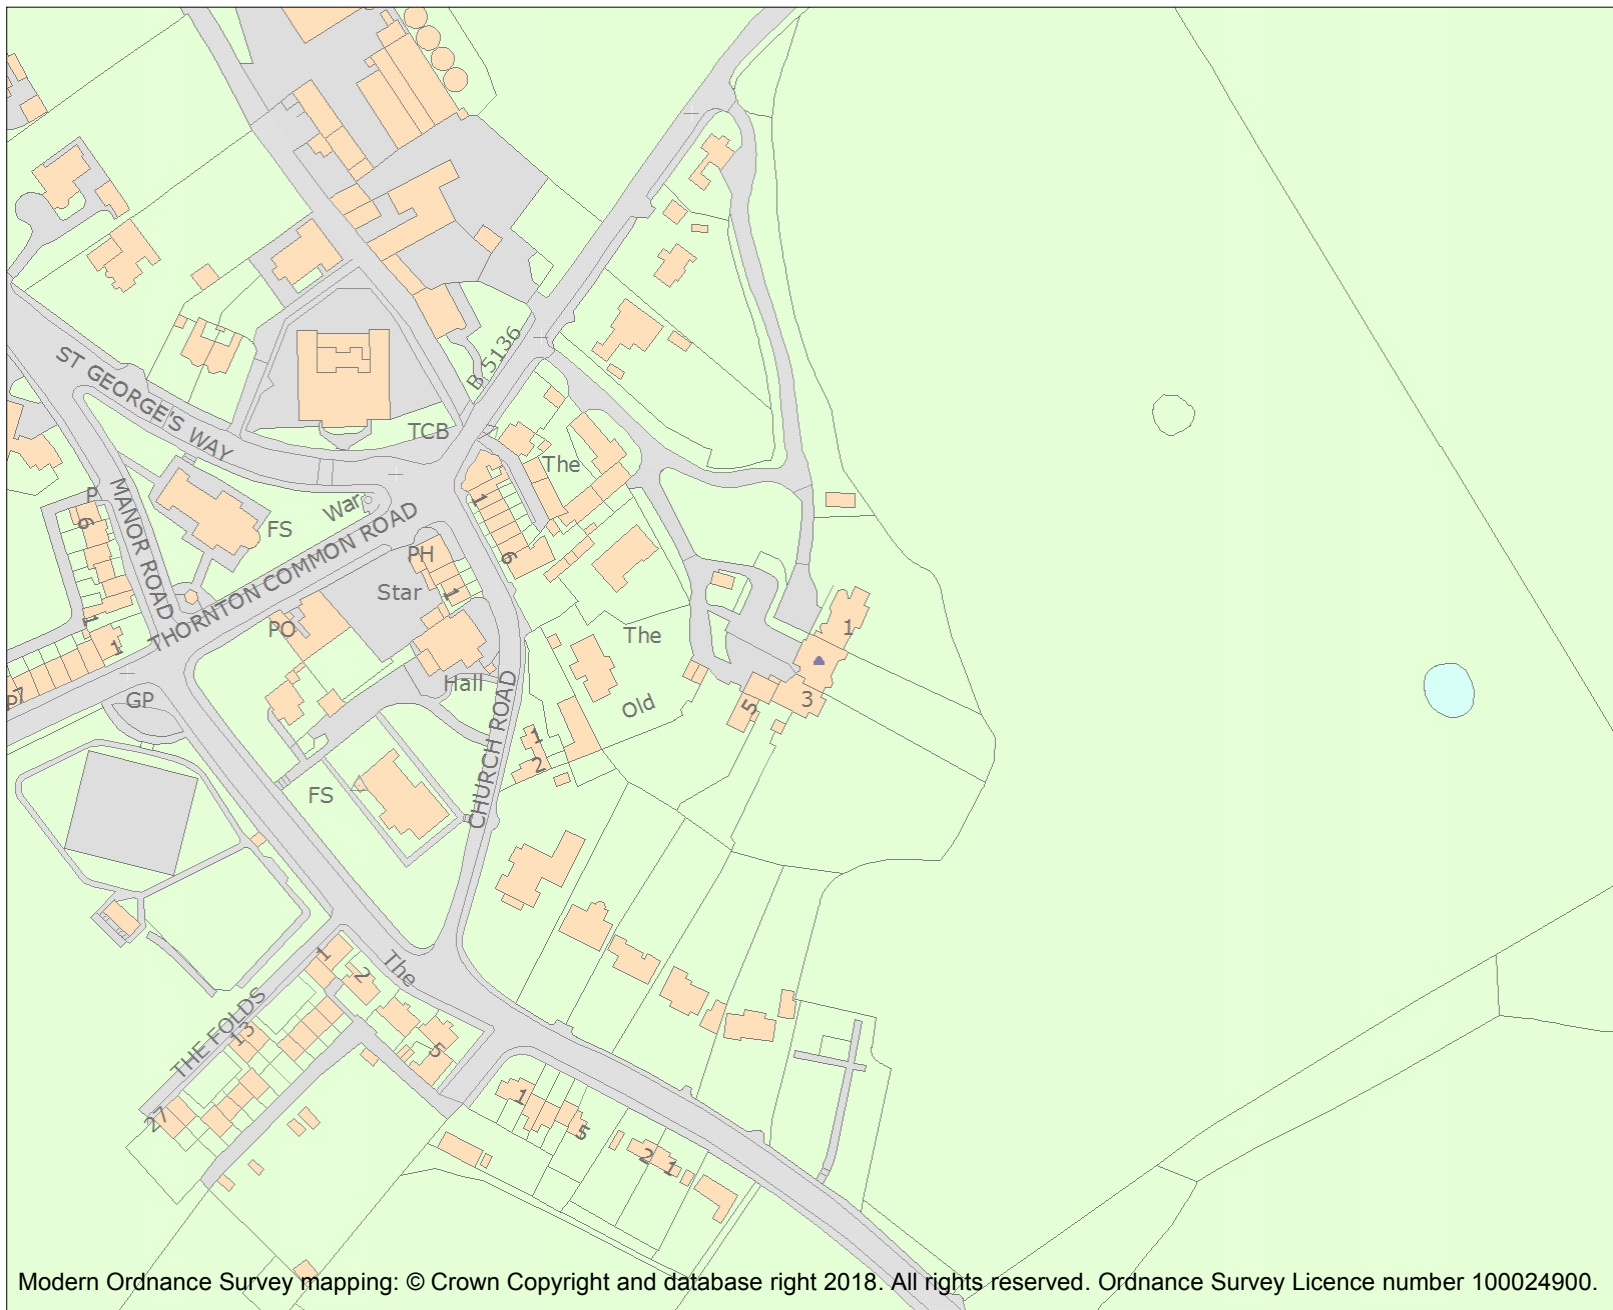 B 5136
ST GEORGE'S WAY
TCB
The
1
6
P
6
MANOR ROAD
War
FS
THORNTON COMMON ROAD
PH
Star
1
PO
1
1
57
GP
Hall
The
Old
1
3
5
CHURCH ROAD
1
2
FS
The
1
2
5
THE FOLDS
13
27
1
5
2
1
Modern Ordnance Survey mapping: © Crown Copyright and database right 2018. All rights reserved. Ordnance Survey Licence number 100024900.